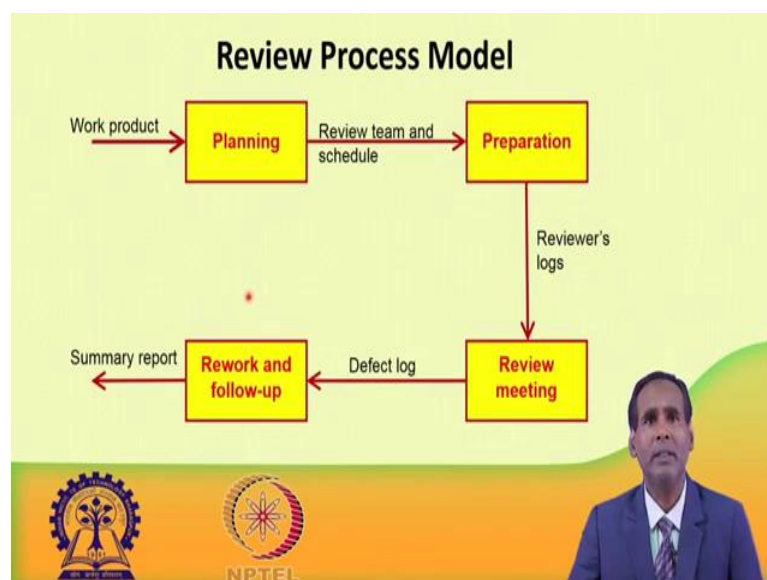 Review Process Model
Work product
Planning
Review team and
schedule
Preparation
Reviewer's
logs
Summary report
Rework and
follow-up
Defect log
Review
meeting
NPTEL